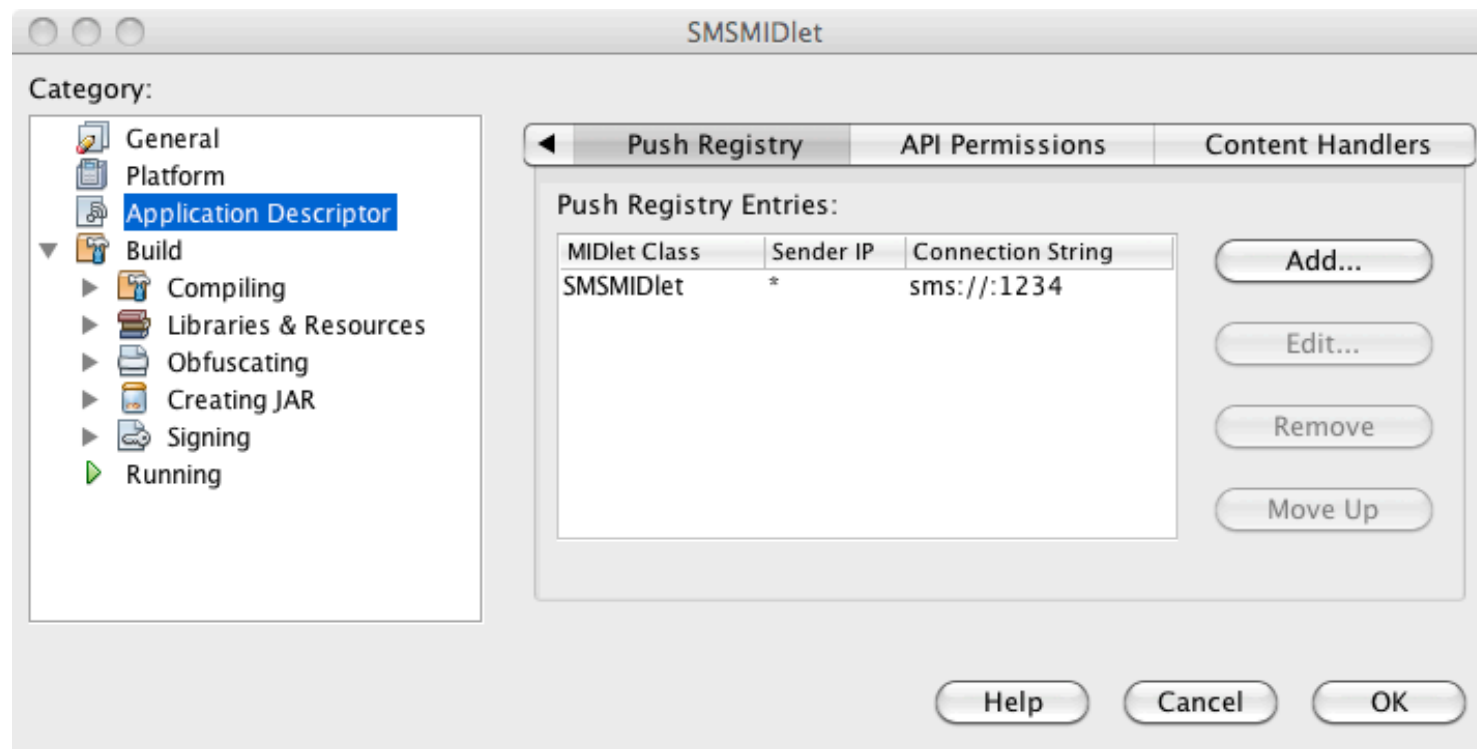 SMSMIDlet
Category:
General
Platform
Application Descriptor
Build
Compiling
Libraries & Resources
Obfuscating
Creating JAR
Signing
Running
Push Registry API Permissions Content Handlers
Push Registry Entries:
MIDlet Class Sender IP Connection String
SMSMIDlet * sms://:1234
Add...
Edit...
Remove
Move Up
Help Cancel OK